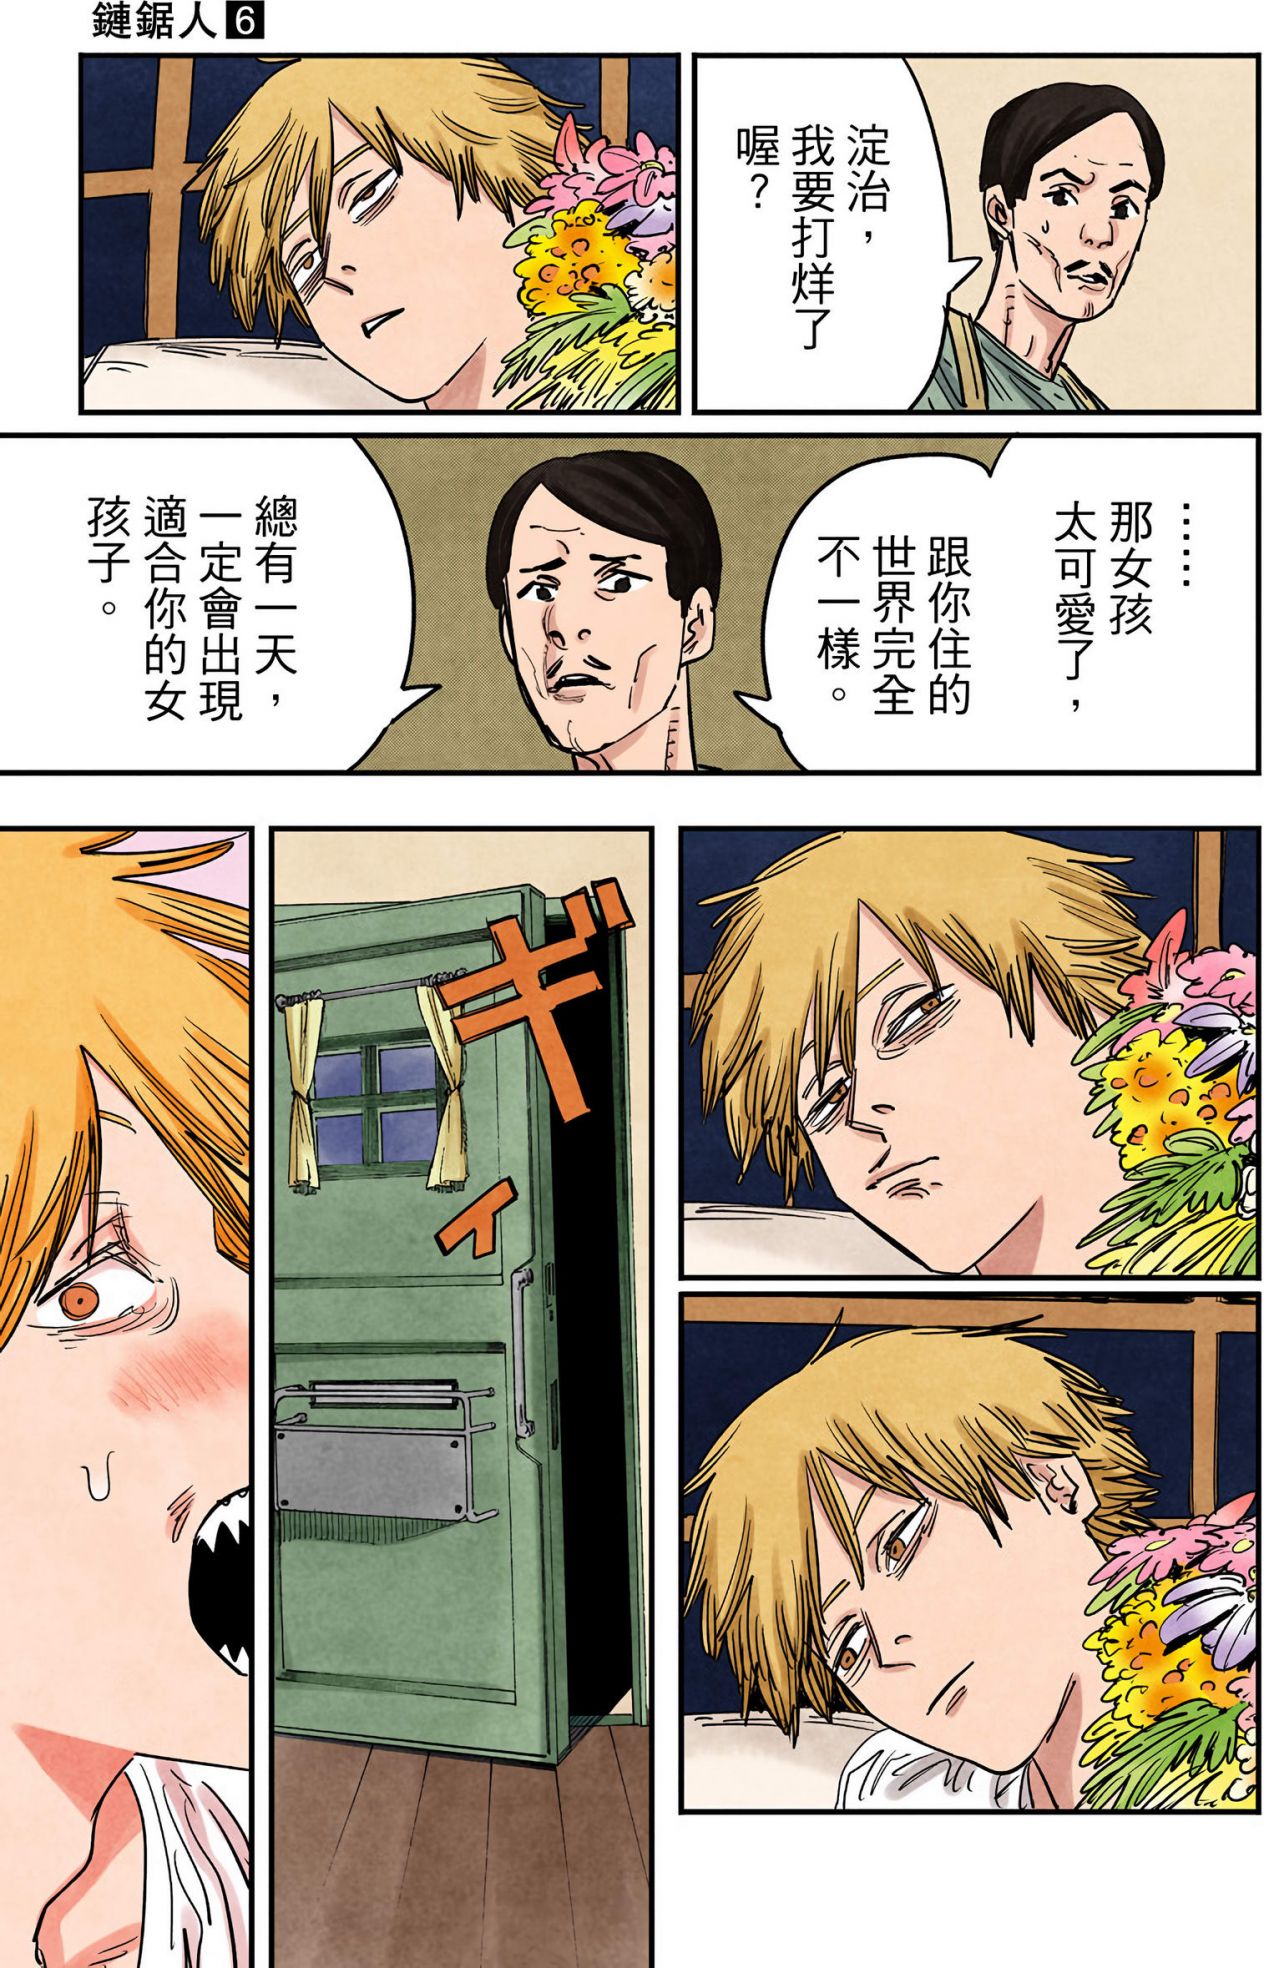 鏈鋸人6
淀治，
我要打烊了
喔？
……
那女孩
太可愛了，
跟你住的
世界完全
不一樣。
總有一天，
一定會出現
適合你的女
孩子。
ギ
ィ